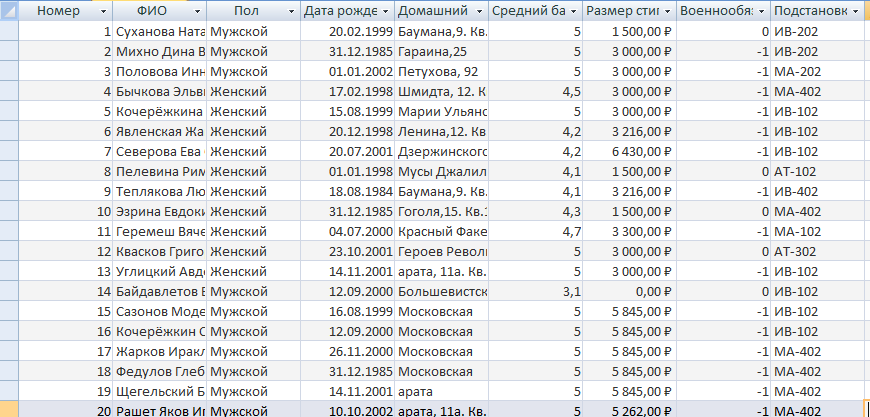 Номер ФИО Пол Дата рожде Домашний Средний ба Размер стиг Военнообяз Подстановк
1 Суханова Ната Мужской 20.02.1999 Баумана,9. Кв. 5 1 500,00 ₽ 0 ИВ-202
2 Михно Дина В Мужской 31.12.1985 Гараина,25 5 3 000,00 ₽ -1 ИВ-202
3 Половова Инн Мужской 01.01.2002 Петухова, 92 5 3 000,00 ₽ -1 МА-202
4 Бычкова Эльв Женский 17.02.1998 Шмидта, 12. К 4,5 3 000,00 ₽ -1 МА-402
5 Кочерёжкина Женский 15.08.1999 Марии Ульяно 5 3 000,00 ₽ -1 ИВ-102
6 Явленская Жа Женский 20.12.1998 Ленина,12. Кв 4,2 3 216,00 ₽ -1 ИВ-102
7 Северова Ева Женский 20.07.2001 Дзержинского 4,2 6 430,00 ₽ -1 ИВ-102
8 Пелевина Рим Женский 01.01.1998 Мусы Джалил 4,1 1 500,00 ₽ 0 АТ-102
9 Теплякова Лю Женский 18.08.1984 Баумана,9. Кв. 4,1 3 216,00 ₽ -1 ИВ-402
10 Эзрина Евдоки Женский 31.12.1985 Гоголя,15. Кв.1 4,3 1 500,00 ₽ 0 МА-402
11 Геремеш Вяче Женский 04.07.2000 Красный Факе 4,7 3 300,00 ₽ -1 МА-102
12 Квасков Григо Женский 23.10.2001 Героев Револ 5 3 000,00 ₽ 0 АТ-302
13 Углицкий Авд Женский 14.11.2001 арата, 11а. Кв. 5 3 000,00 ₽ -1 ИВ-102
14 Байдавлетов Е Мужской 12.09.2000 Большевистск 3,1 0,00 ₽ 0 ИВ-102
15 Сазонов Моде Мужской 16.08.1999 Московская 5 5 845,00 ₽ -1 ИВ-102
16 Кочерёжкин С Мужской 12.09.2000 Московская 5 5 845,00 ₽ -1 ИВ-102
17 Жарков Иракл Мужской 26.11.2000 Московская 5 5 845,00 ₽ -1 МА-402
18 Федулов Глеб Мужской 31.12.1985 Московская 5 5 845,00 ₽ -1 МА-402
19 Щегельский Б Мужской 14.11.2001 арата 5 5 845,00 ₽ -1 МА-402
20 Рашет Яков Иг Мужской 10.10.2002 арата, 11а. Кв. 5 5 262,00 ₽ -1 МА-402